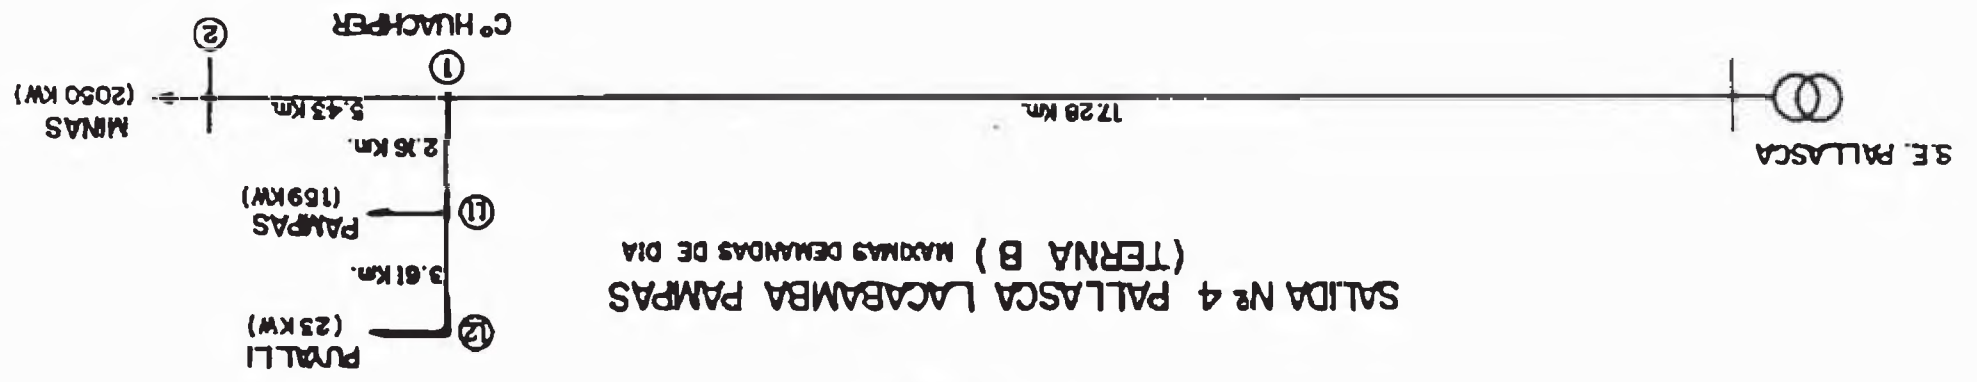 SALIDA Nº 4 PALLASCA LACABAMBA PAMPAS
(TERNA B) MAXIMAS DEMANDAS DE DIA
PUYALLI
(23 KW)
12
3.61 Km.
PAMPAS
(159 KW)
11
2.16 Km.
S.E. PALLASCA
17.28 Km.
5.43 Km.
MINAS
(2050 KW)
1
Cº HUACHPER
2